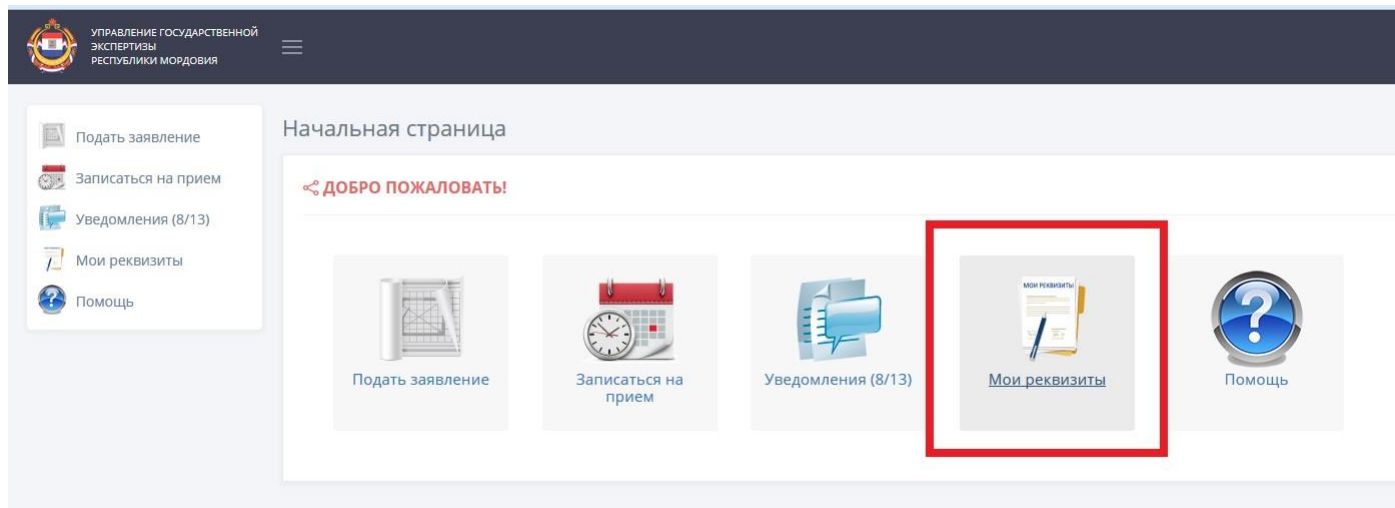 УПРАВЛЕНИЕ ГОСУДАРСТВЕННОЙ
ЭКСПЕРТИЗЫ
РЕСПУБЛИКИ МОРДОВИЯ
Подать заявление
Записаться на прием
Уведомления (8/13)
Мои реквизиты
Помощь
Начальная страница
ДОБРО ПОЖАЛОВАТЬ!
Подать заявление
Записаться на
прием
Уведомления (8/13)
МОИ РЕКВИЗИТЫ
Мои реквизиты
Помощь